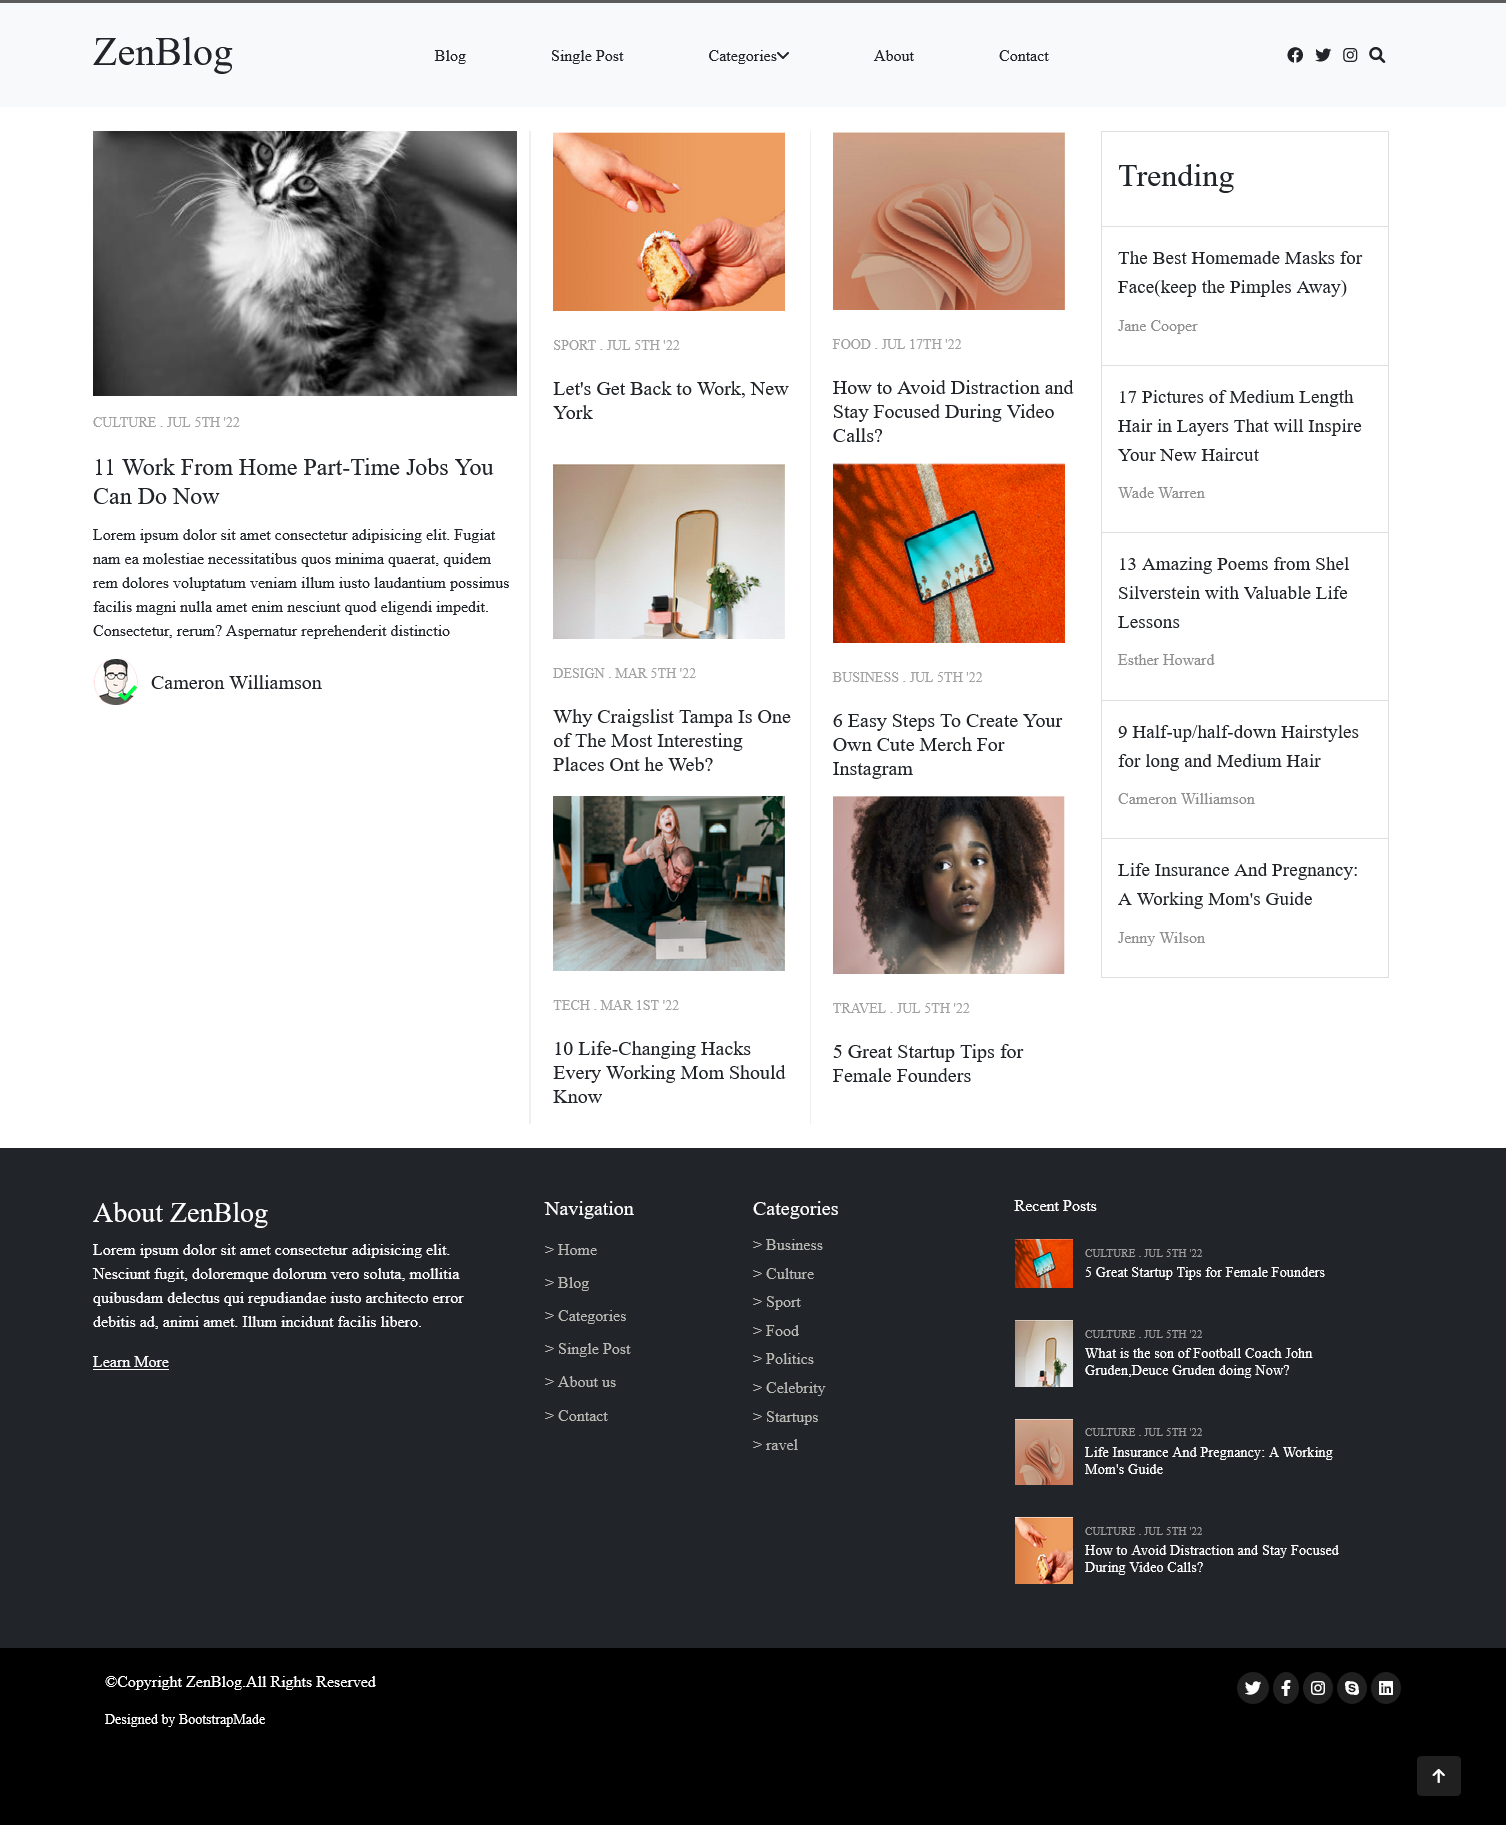 ZenBlog
Blog
Single Post
Categories
About
Contact
CULTURE . JUL 5TH '22
11 Work From Home Part-Time Jobs You
Can Do Now
Lorem ipsum dolor sit amet consectetur adipisicing elit. Fugiat
nam ea molestiae necessitatibus quos minima quaerat, quidem
rem dolores voluptatum veniam illum iusto laudantium possimus
facilis magni nulla amet enim nesciunt quod eligendi impedit.
Consectetur, rerum? Aspernatur reprehenderit distinctio
Cameron Williamson
SPORT . JUL 5TH '22
Let's Get Back to Work, New
York
DESIGN . MAR 5TH '22
Why Craigslist Tampa Is One
of The Most Interesting
Places Ont he Web?
TECH . MAR 1ST '22
10 Life-Changing Hacks
Every Working Mom Should
Know
FOOD . JUL 17TH '22
How to Avoid Distraction and
Stay Focused During Video
Calls?
BUSINESS . JUL 5TH '22
6 Easy Steps To Create Your
Own Cute Merch For
Instagram
TRAVEL . JUL 5TH '22
5 Great Startup Tips for
Female Founders
Trending
The Best Homemade Masks for
Face(keep the Pimples Away)
Jane Cooper
17 Pictures of Medium Length
Hair in Layers That will Inspire
Your New Haircut
Wade Warren
13 Amazing Poems from Shel
Silverstein with Valuable Life
Lessons
Esther Howard
9 Half-up/half-down Hairstyles
for long and Medium Hair
Cameron Williamson
Life Insurance And Pregnancy:
A Working Mom's Guide
Jenny Wilson
About ZenBlog
Lorem ipsum dolor sit amet consectetur adipisicing elit.
Nesciunt fugit, doloremque dolorum vero soluta, mollitia
quibusdam delectus qui repudiandae iusto architecto error
debitis ad, animi amet. Illum incidunt facilis libero.
Learn More
Navigation
> Home
> Blog
> Categories
> Single Post
> About us
> Contact
Categories
> Business
> Culture
> Sport
> Food
> Politics
> Celebrity
> Startups
> ravel
Recent Posts
CULTURE . JUL 5TH '22
5 Great Startup Tips for Female Founders
CULTURE . JUL 5TH '22
What is the son of Football Coach John
Gruden,Deuce Gruden doing Now?
CULTURE . JUL 5TH '22
Life Insurance And Pregnancy: A Working
Mom's Guide
CULTURE . JUL 5TH '22
How to Avoid Distraction and Stay Focused
During Video Calls?
©Copyright ZenBlog.All Rights Reserved
Designed by BootstrapMade